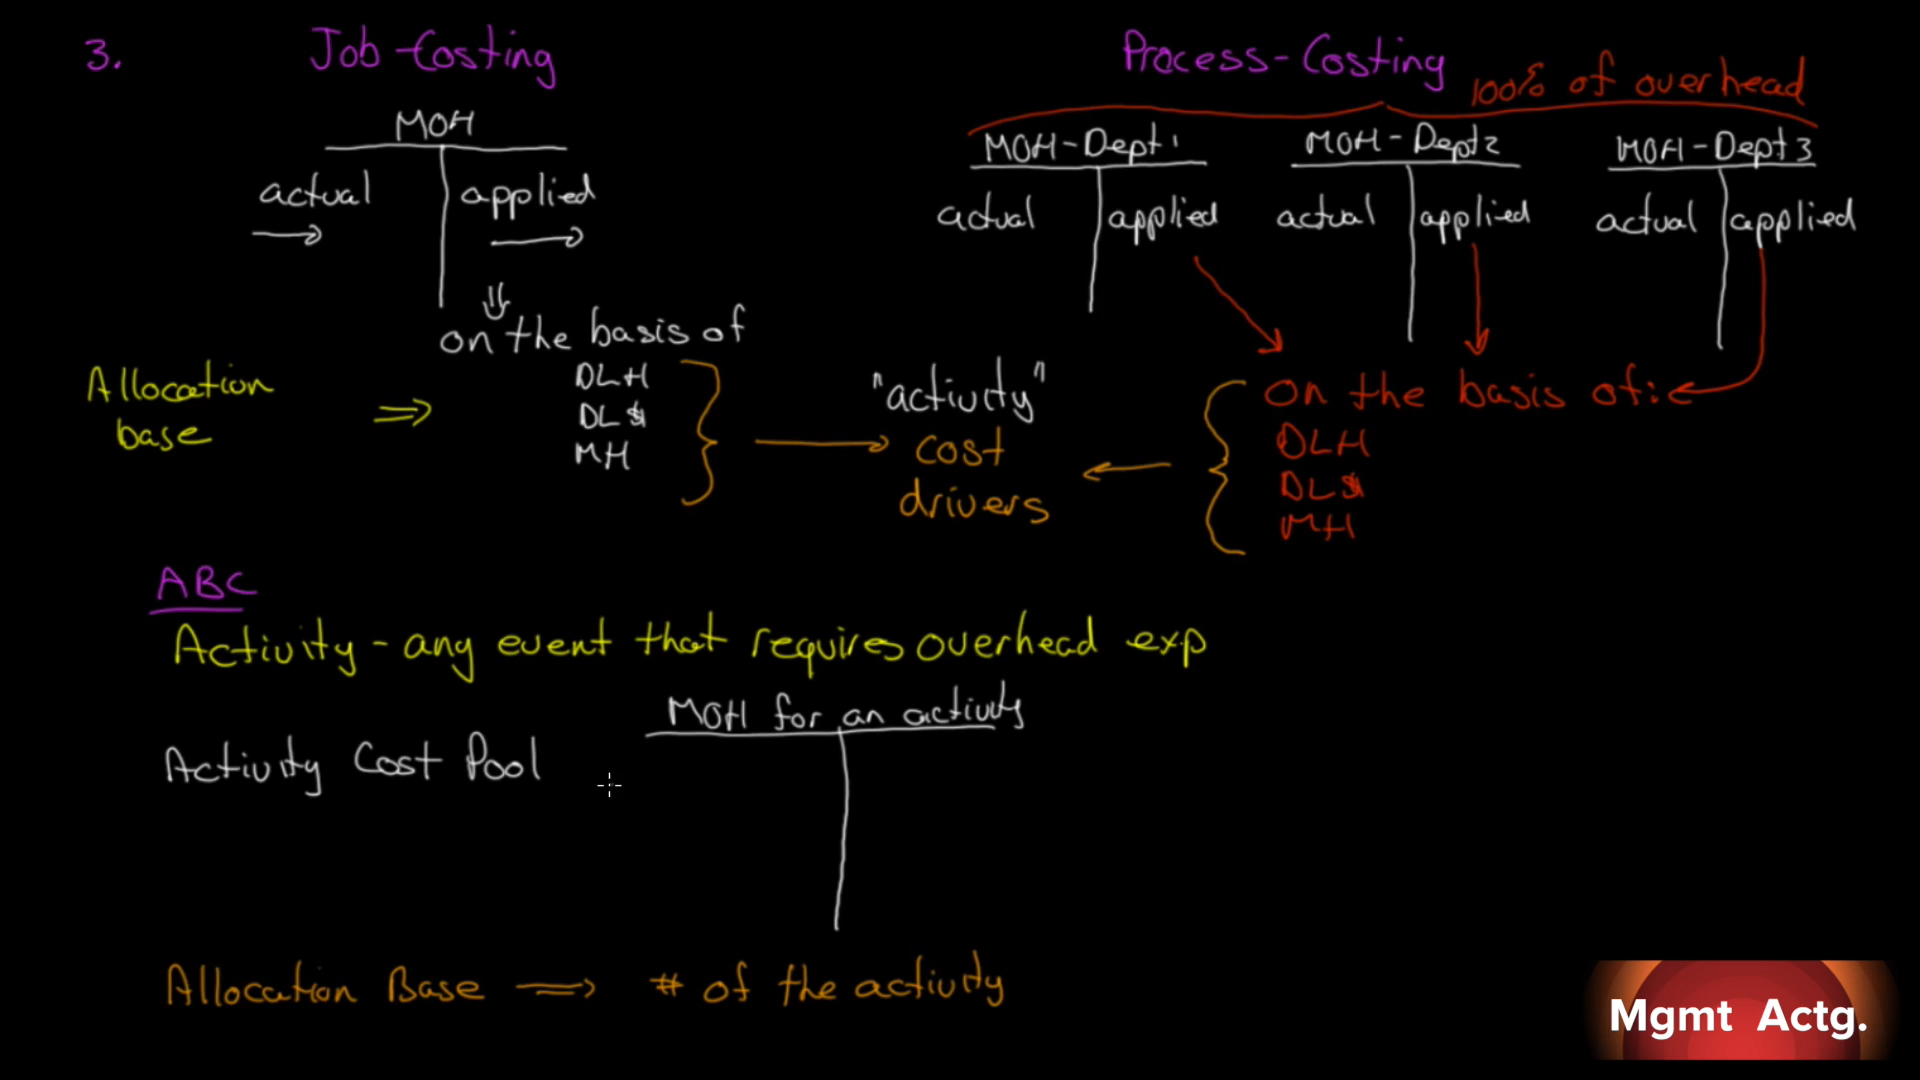 3. Job-Costing
MOH
actual applied
on the basis of
DLH
DL$
MH
Allocation
base
"activity"
cost
drivers
Process-Costing
100% of overhead
MOH-Dept 1
actual applied
MOH-Dept 2
actual applied
MOH-Dept 3
actual applied
on the basis of:
DLH
DL$
MH
ABC
Activity - any event that requires overhead exp
Activity Cost Pool
MOH for an activity
Allocation Base ⇒ # of the activity
Mgmt Actg.